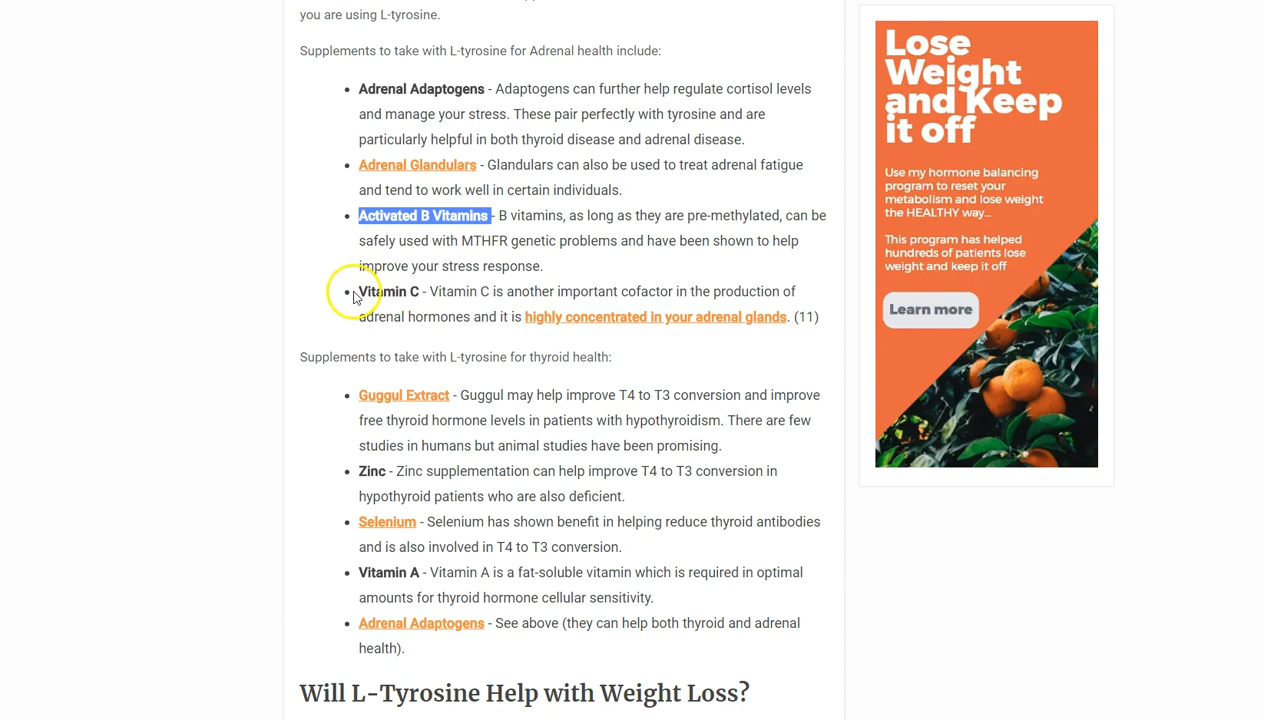 you are using L-tyrosine.
Supplements to take with L-tyrosine for Adrenal health include:
Adrenal Adaptogens - Adaptogens can further help regulate cortisol levels
and manage your stress. These pair perfectly with tyrosine and are
particularly helpful in both thyroid disease and adrenal disease.
Adrenal Glandulars - Glandulars can also be used to treat adrenal fatigue
and tend to work well in certain individuals.
Activated B Vitamins - B vitamins, as long as they are pre-methylated, can be
safely used with MTHFR genetic problems and have been shown to help
improve your stress response.
Vitamin C - Vitamin C is another important cofactor in the production of
adrenal hormones and it is highly concentrated in your adrenal glands. (11)
Supplements to take with L-tyrosine for thyroid health:
Guggul Extract - Guggul may help improve T4 to T3 conversion and improve
free thyroid hormone levels in patients with hypothyroidism. There are few
studies in humans but animal studies have been promising.
Zinc - Zinc supplementation can help improve T4 to T3 conversion in
hypothyroid patients who are also deficient.
Selenium - Selenium has shown benefit in helping reduce thyroid antibodies
and is also involved in T4 to T3 conversion.
Vitamin A - Vitamin A is a fat-soluble vitamin which is required in optimal
amounts for thyroid hormone cellular sensitivity.
Adrenal Adaptogens - See above (they can help both thyroid and adrenal
health).
Will L-Tyrosine Help with Weight Loss?
Lose
Weight
and Keep
it off
Use my hormone balancing
program to reset your
metabolism and lose weight
the HEALTHY way...
This program has helped
hundreds of patients lose
weight and keep it off
Learn more